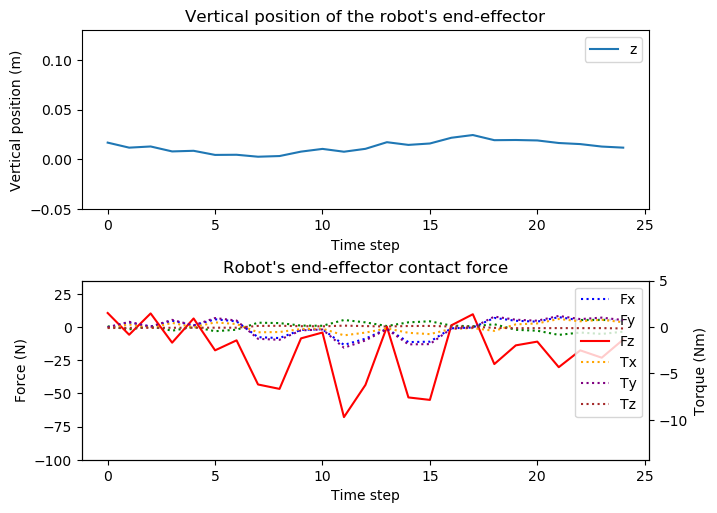 Vertical position of the robot's end-effector
Vertical position (m)
0.10
0.05
0.00
−0.05
z
0
5
10
15
20
25
Time step
Robot's end-effector contact force
Force (N)
25
0
−25
−50
−75
−100
Fx
Fy
Fz
Tx
Ty
Tz
5
0
−5
−10
Torque (Nm)
0
5
10
15
20
25
Time step